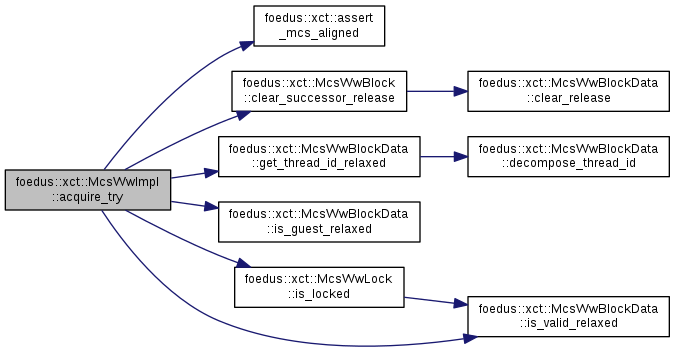 foedus::xct::assert
_mcs_aligned
foedus::xct::McsWwBlock
::clear_successor_release
foedus::xct::McsWwBlockData
::clear_release
foedus::xct::McsWwBlockData
::get_thread_id_relaxed
foedus::xct::McsWwBlockData
::decompose_thread_id
foedus::xct::McsWwImpl
::acquire_try
foedus::xct::McsWwBlockData
::is_guest_relaxed
foedus::xct::McsWwLock
::is_locked
foedus::xct::McsWwBlockData
::is_valid_relaxed